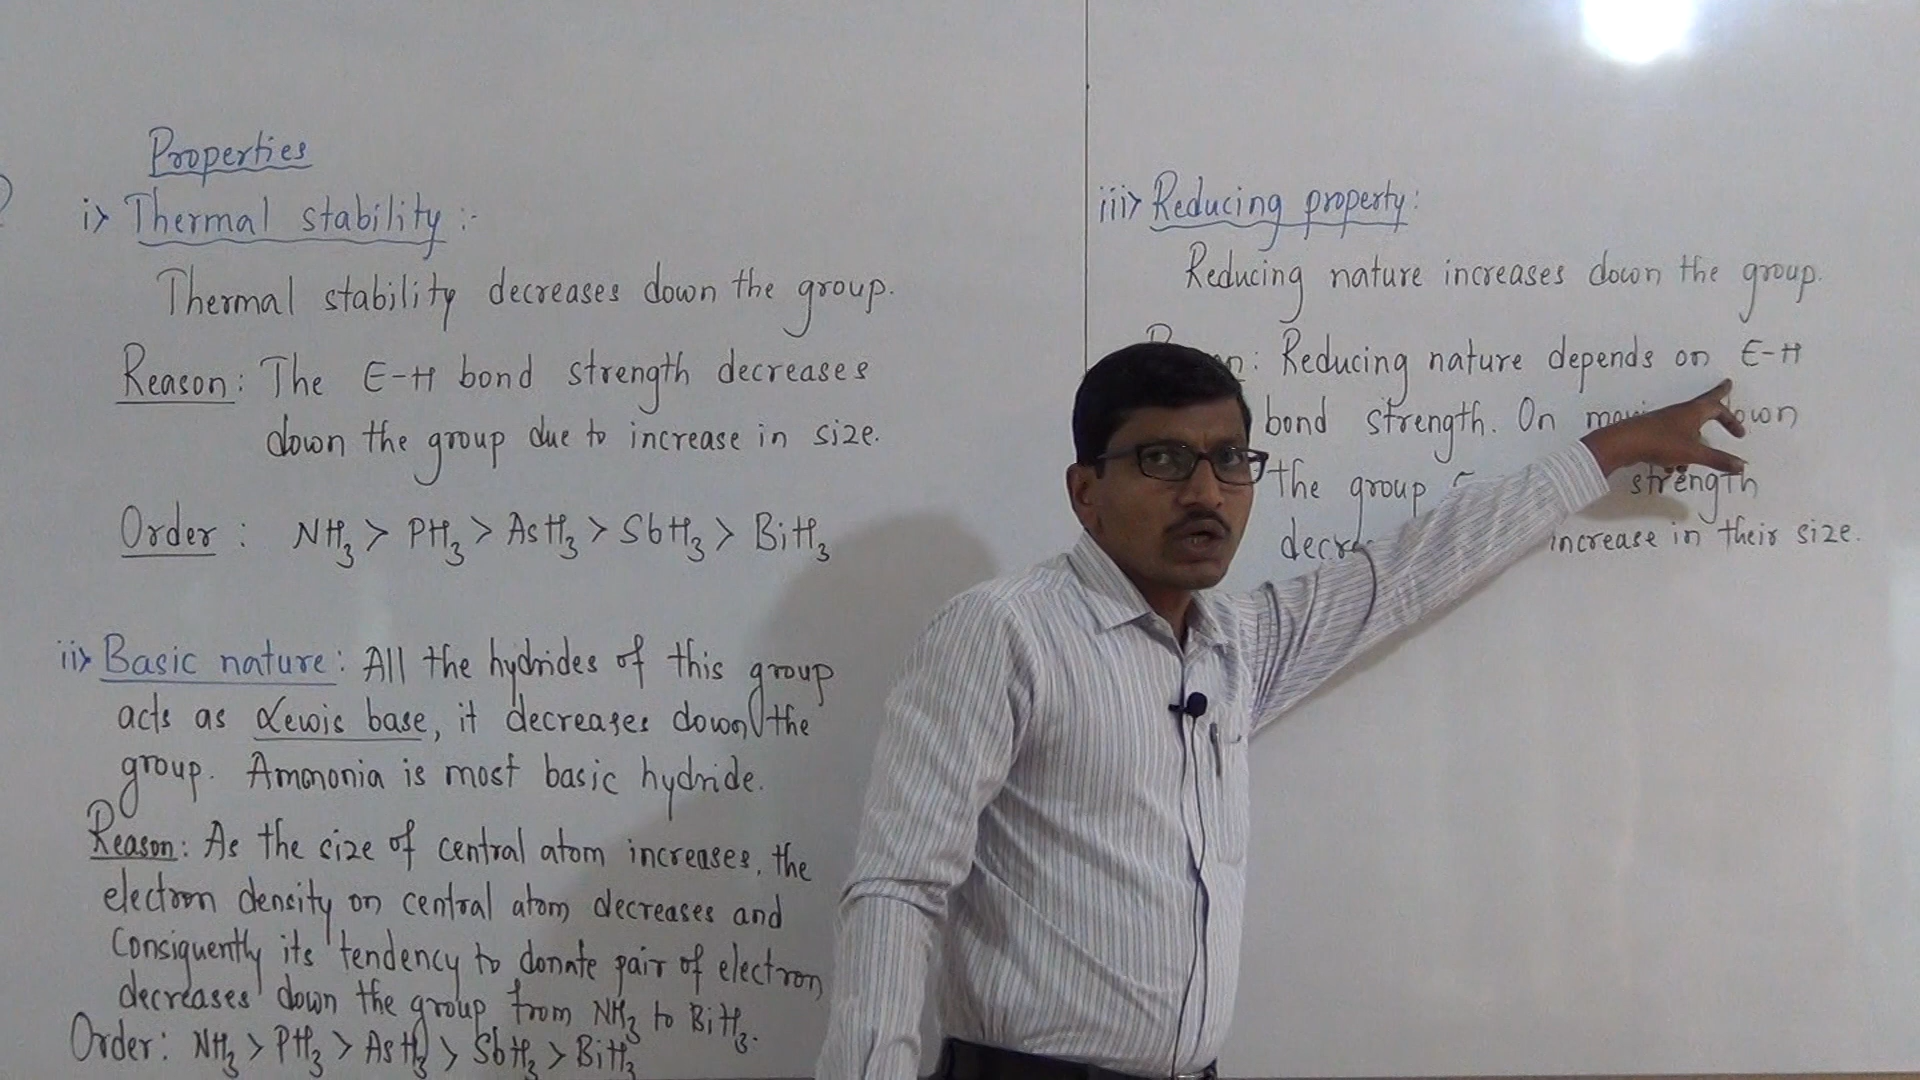 Properties
i> Thermal stability :-
Thermal stability decreases down the group.
Reason: The E-H bond strength decreases
down the group due to increase in size.
Order : NH₃ > PH₃ > AsH₃ > SbH₃ > BiH₃
ii> Basic nature: All the hydrides of this group
acts as Lewis base, it decreases down the
group. Ammonia is most basic hydride.
Reason: As the size of central atom increases, the
electron density on central atom decreases and
Consiquently its tendency to donate pair of electron
decreases down the group from NH₃ to BiH₃.
Order: NH₃ > PH₃ > AsH₃ > SbH₃ > BiH₃
iii> Reducing property:
Reducing nature increases down the group.
: Reducing nature depends on E-H
bond strength. On down
the group strength
increase in their size.